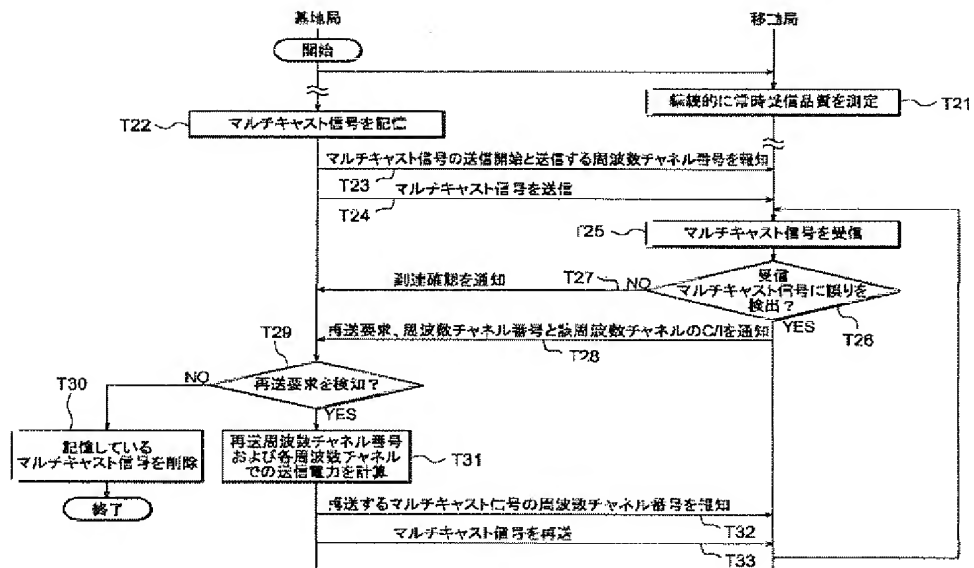 基地局
移動局
開始
継続的に常時受信品質を測定
T21
T22
マルチキャスト信号を記憶
マルチキャスト信号の送信開始と送信する周波数チャネル番号を報知
T23
マルチキャスト信号を送信
T24
T25
マルチキャスト信号を受信
到達確認を通知
T27
NO
受信
マルチキャスト信号に誤りを
検出？
YES
T26
再送要求、周波数チャネル番号と該周波数チャネルのC/Iを通知
T28
T29
再送要求を検知？
NO
YES
T30
記憶している
マルチキャスト信号を削除
再送周波数チャネル番号
および各周波数チャネル
での送信電力を計算
T31
終了
再送するマルチキャスト信号の周波数チャネル番号を報知
T32
マルチキャスト信号を再送
T33